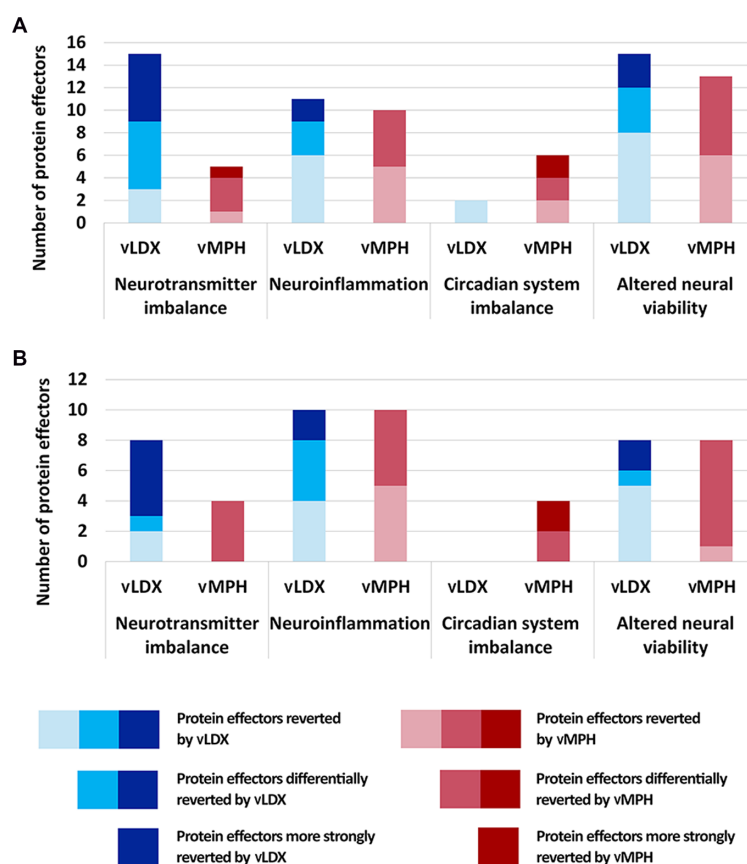 A
Number of protein effectors
16
14
12
10
8
6
4
2
0
vLDX vMPH vLDX vMPH vLDX vMPH vLDX vMPH
Neurotransmitter Neuroinflammation Circadian system Altered neural
imbalance imbalance viability
B
Number of protein effectors
12
10
8
6
4
2
0
vLDX vMPH vLDX vMPH vLDX vMPH vLDX vMPH
Neurotransmitter Neuroinflammation Circadian system Altered neural
imbalance imbalance viability
Protein effectors reverted
by vLDX
Protein effectors reverted
by vMPH
Protein effectors differentially
reverted by vLDX
Protein effectors differentially
reverted by vMPH
Protein effectors more strongly
reverted by vLDX
Protein effectors more strongly
reverted by vMPH